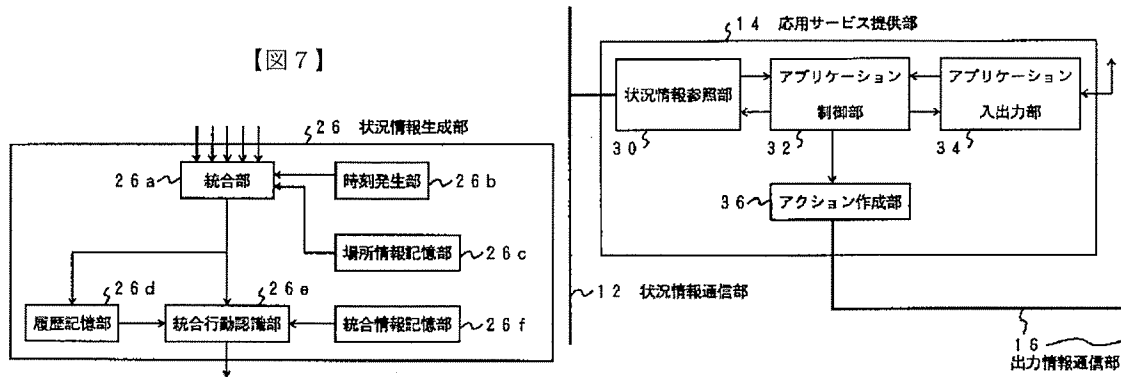 【図7】
26 状況情報生成部
26a
統合部
時刻発生部
26b
場所情報記憶部
26c
26d
26e
履歴記憶部
統合行動認識部
統合情報記憶部
26f
14 応用サービス提供部
状況情報参照部
アプリケーション
制御部
アプリケーション
入出力部
30
32
34
36
アクション作成部
12 状況情報通信部
16
出力情報通信部